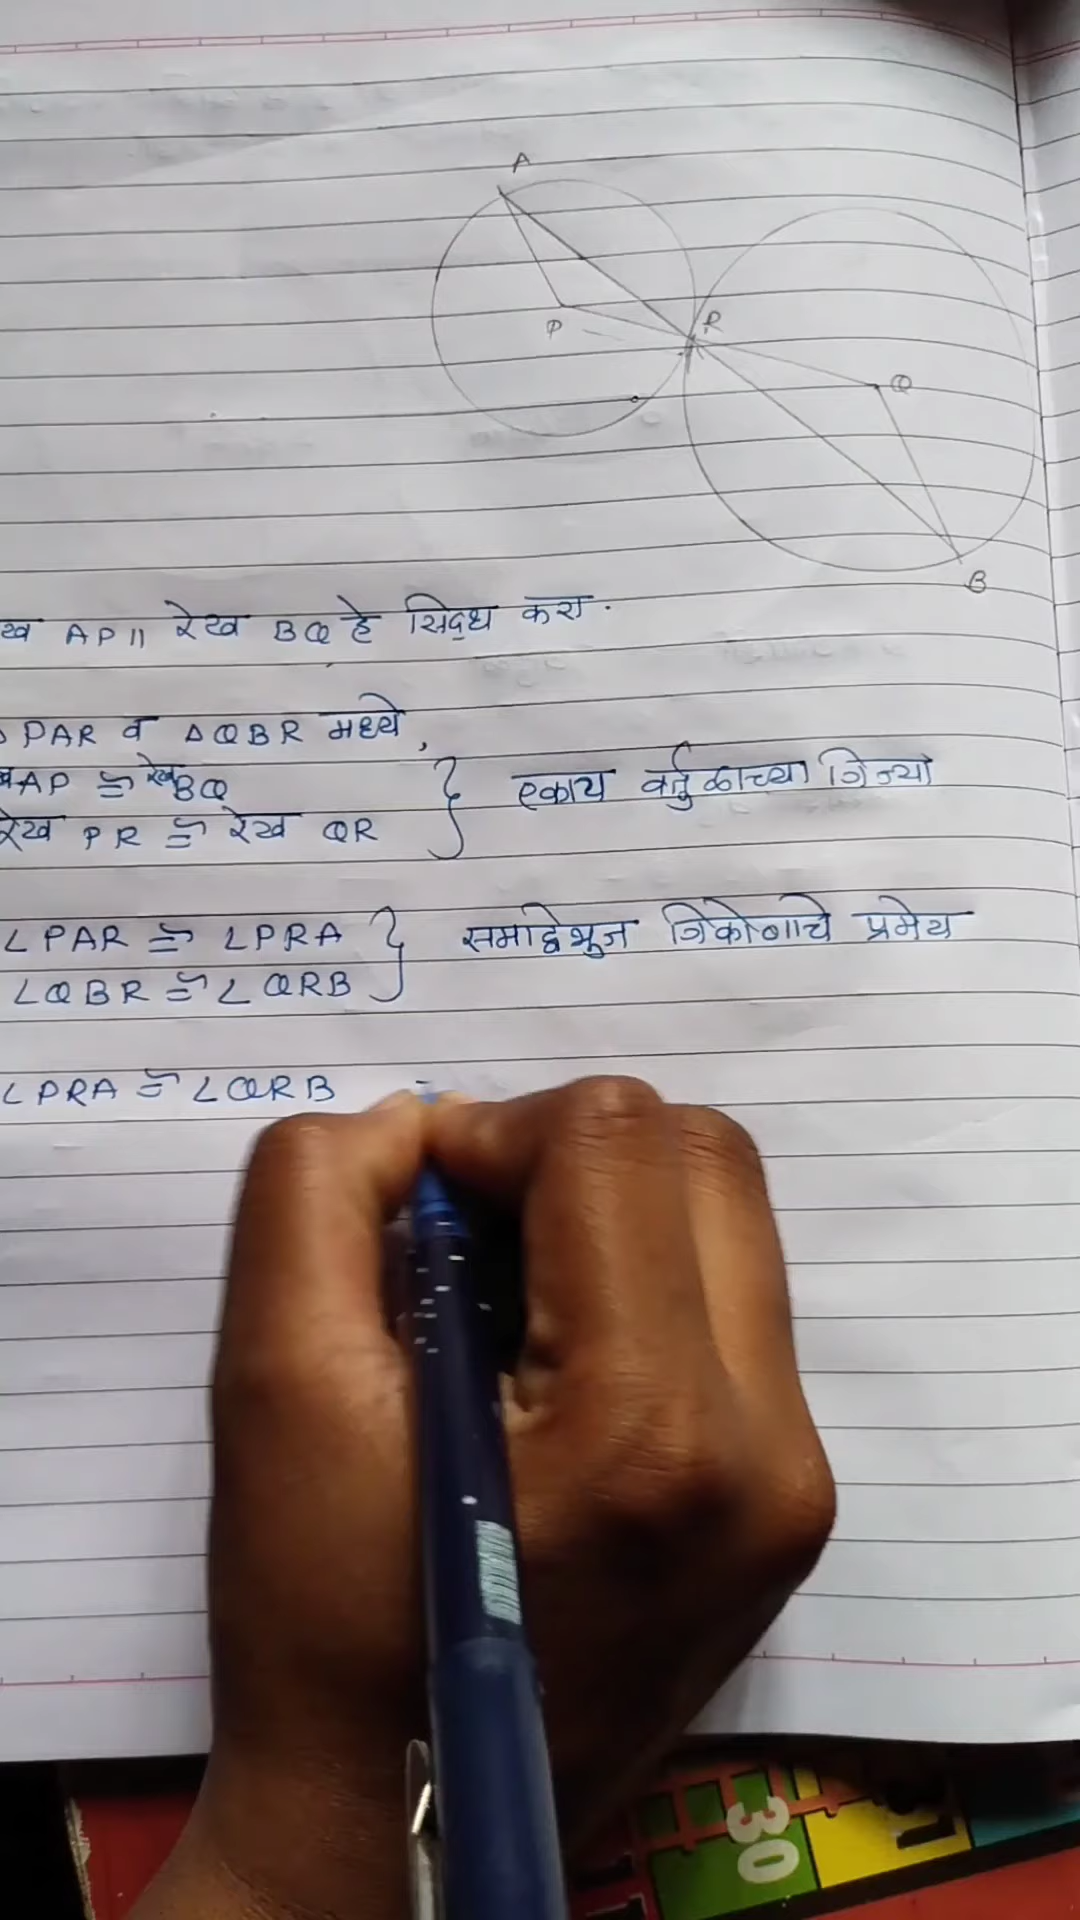 A
P
R
Q
B
ख AP || रेख BQ हे सिद्ध करा.
PAR व △QBR मध्ये,
AP ≅ रेख BQ
रेख PR ≅ रेख QR } एकाच वर्तुळाच्या त्रिज्या
∠PAR ≅ ∠PRA } समद्विभुज त्रिकोणाचे प्रमेय
∠QBR ≅ ∠QRB
∠PRA ≅ ∠QRB
30